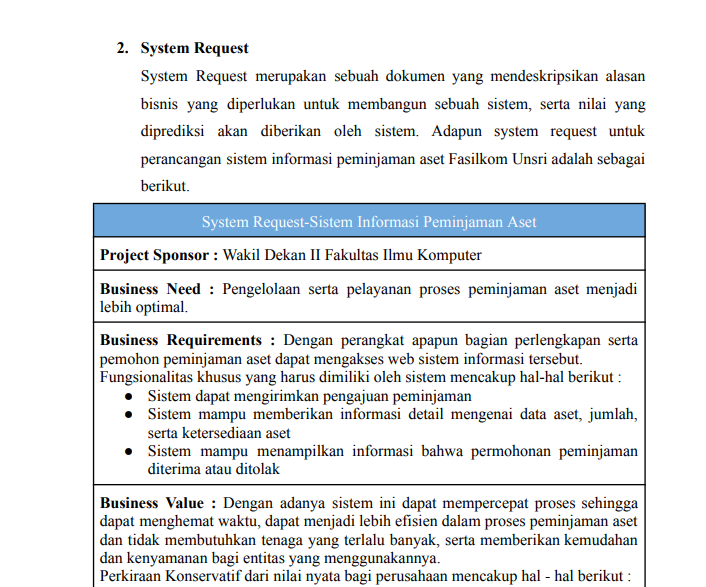 2. System Request
System Request merupakan sebuah dokumen yang mendeskripsikan alasan
bisnis yang diperlukan untuk membangun sebuah sistem, serta nilai yang
diprediksi akan diberikan oleh sistem. Adapun system request untuk
perancangan sistem informasi peminjaman aset Fasilkom Unsri adalah sebagai
berikut.
System Request-Sistem Informasi Peminjaman Aset
Project Sponsor : Wakil Dekan II Fakultas Ilmu Komputer
Business Need : Pengelolaan serta pelayanan proses peminjaman aset menjadi
lebih optimal.
Business Requirements : Dengan perangkat apapun bagian perlengkapan serta
pemohon peminjaman aset dapat mengakses web sistem informasi tersebut.
Fungsionalitas khusus yang harus dimiliki oleh sistem mencakup hal-hal berikut :
● Sistem dapat mengirimkan pengajuan peminjaman
● Sistem mampu memberikan informasi detail mengenai data aset, jumlah,
serta ketersediaan aset
● Sistem mampu menampilkan informasi bahwa permohonan peminjaman
diterima atau ditolak
Business Value : Dengan adanya sistem ini dapat mempercepat proses sehingga
dapat menghemat waktu, dapat menjadi lebih efisien dalam proses peminjaman aset
dan tidak membutuhkan tenaga yang terlalu banyak, serta memberikan kemudahan
dan kenyamanan bagi entitas yang menggunakannya.
Perkiraan Konservatif dari nilai nyata bagi perusahaan mencakup hal - hal berikut :